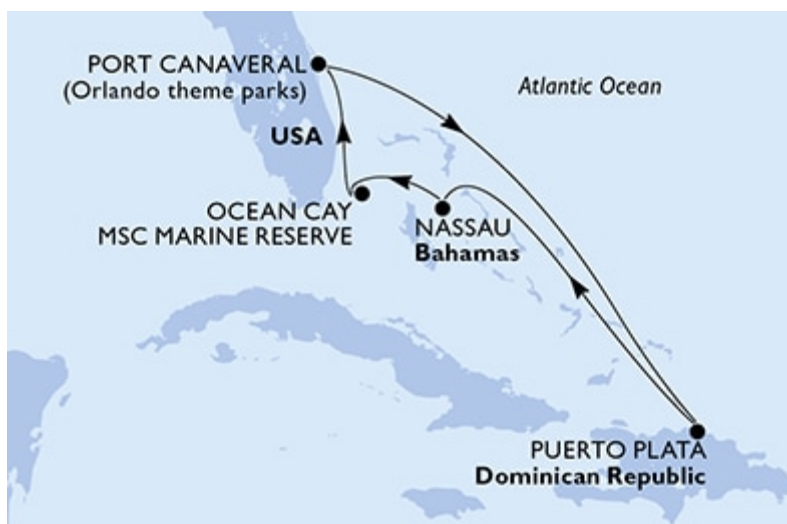 PORT CANAVERAL
(Orlando theme parks)
Atlantic Ocean
USA
OCEAN CAY
MSC MARINE RESERVE
NASSAU
Bahamas
PUERTO PLATA
Dominican Republic